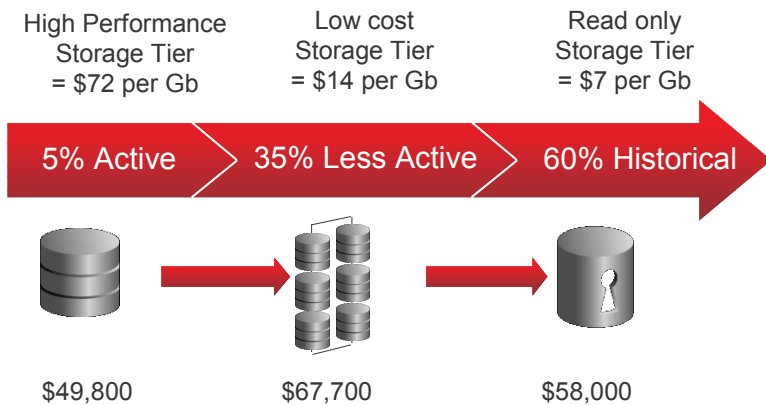 High Performance
Storage Tier
= $72 per Gb
Low cost
Storage Tier
= $14 per Gb
Read only
Storage Tier
= $7 per Gb
5% Active
35% Less Active
60% Historical
$49,800
$67,700
$58,000